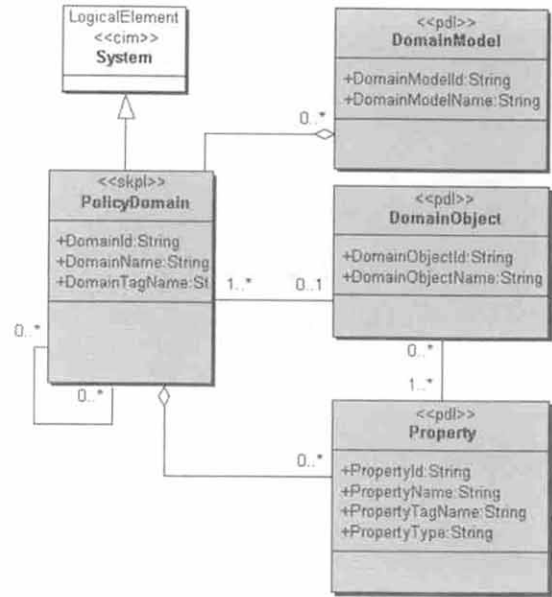 LogicalElement
<<cim>>
System
<<pdl>>
DomainModel
+DomainModelId:String
+DomainModelName:String
0..*
<<skpl>>
PolicyDomain
+DomainId:String
+DomainName:String
+DomainTagName:St
<<pdl>>
DomainObject
+DomainObjectId:String
+DomainObjectName:String
1..*
0..1
0..*
0..*
0..*
1..*
0..*
<<pdl>>
Property
+PropertyId:String
+PropertyName:String
+PropertyTagName:String
+PropertyType:String